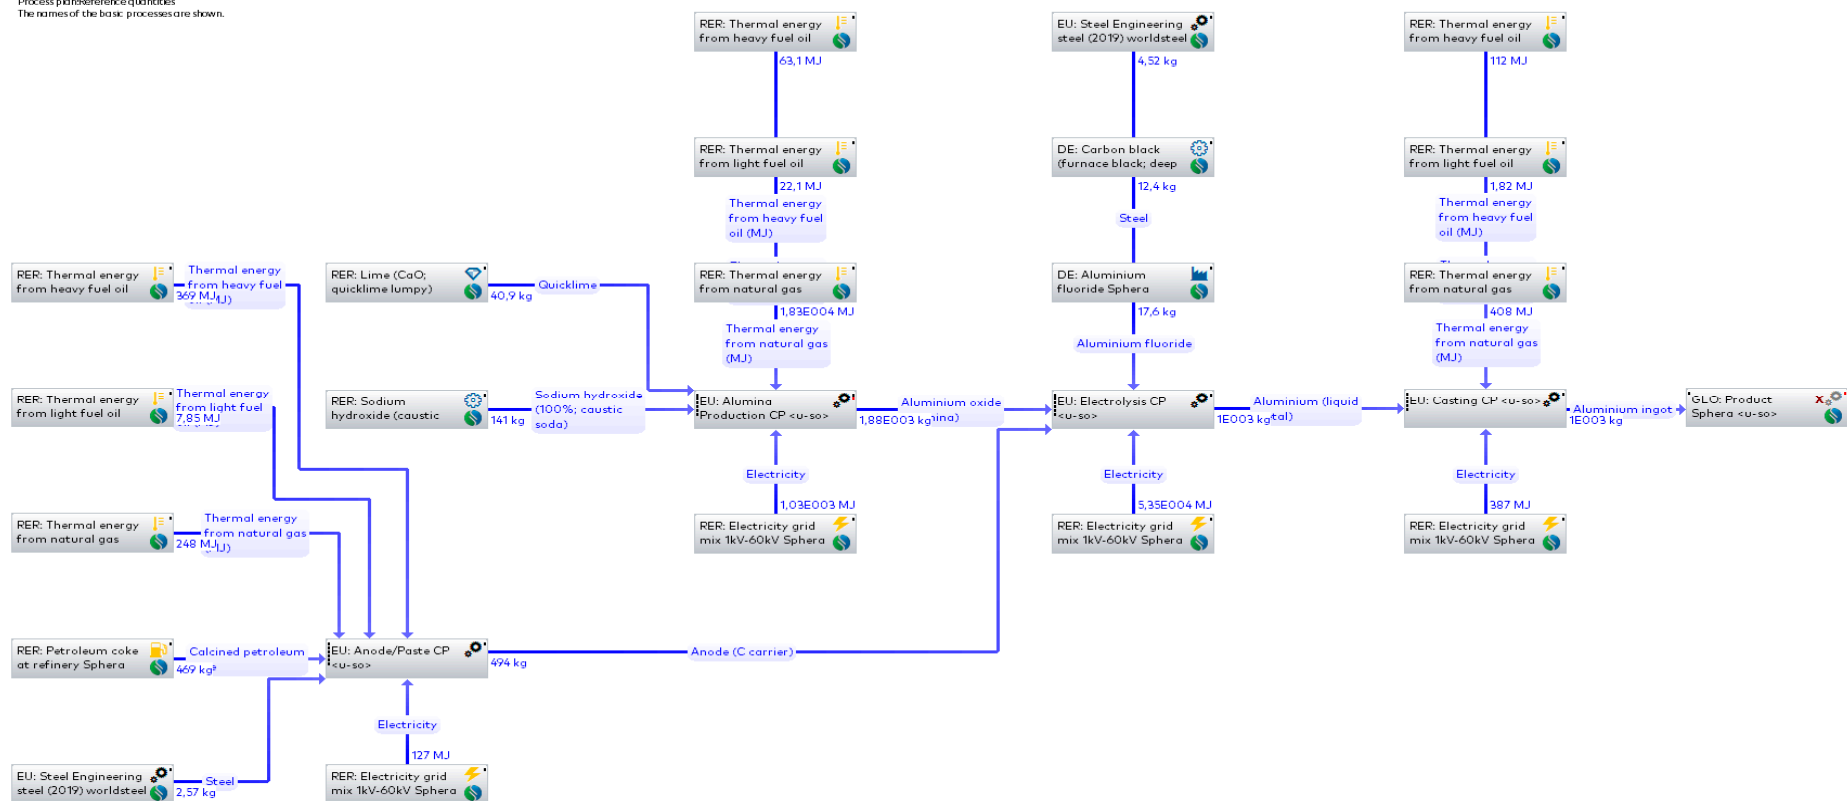 Process plan:Reference quantities
The names of the basic processes are shown.
RER: Thermal energy
from heavy fuel oil
63,1 MJ
EU: Steel Engineering
steel (2019) worldsteel
4,52 kg
RER: Thermal energy
from heavy fuel oil
112 MJ
RER: Thermal energy
from light fuel oil
22,1 MJ
Thermal energy
from heavy fuel
oil (MJ)
DE: Carbon black
(furnace black; deep
12,4 kg
Steel
RER: Thermal energy
from light fuel oil
1,82 MJ
Thermal energy
from heavy fuel
oil (MJ)
RER: Thermal energy
from heavy fuel oil
369 MJ
Thermal energy
from heavy fuel
RER: Lime (CaO;
quicklime lumpy)
40,9 kg
Quicklime
RER: Thermal energy
from natural gas
1,83E004 MJ
Thermal energy
from natural gas
(MJ)
DE: Aluminium
fluoride Sphera
17,6 kg
Aluminium fluoride
RER: Thermal energy
from natural gas
408 MJ
Thermal energy
from natural gas
(MJ)
RER: Thermal energy
from light fuel oil
7,85 MJ
Thermal energy
from light fuel
RER: Sodium
hydroxide (caustic
141 kg
Sodium hydroxide
(100%; caustic
soda)
EU: Alumina
Production CP <u-so>
1,88E003 kg
Aluminium oxide
EU: Electrolysis CP
<u-so>
1E003 kg
Aluminium (liquid
EU: Casting CP <u-so>
1E003 kg
Aluminium ingot
GLO: Product
Sphera <u-so>
Electricity
1,03E003 MJ
RER: Electricity grid
mix 1kV-60kV Sphera
Electricity
5,35E004 MJ
RER: Electricity grid
mix 1kV-60kV Sphera
Electricity
387 MJ
RER: Electricity grid
mix 1kV-60kV Sphera
RER: Thermal energy
from natural gas
248 MJ
Thermal energy
from natural gas
RER: Petroleum coke
at refinery Sphera
469 kg
Calcined petroleum
EU: Anode/Paste CP
<u-so>
494 kg
Anode (C carrier)
Electricity
127 MJ
EU: Steel Engineering
steel (2019) worldsteel
2,57 kg
Steel
RER: Electricity grid
mix 1kV-60kV Sphera